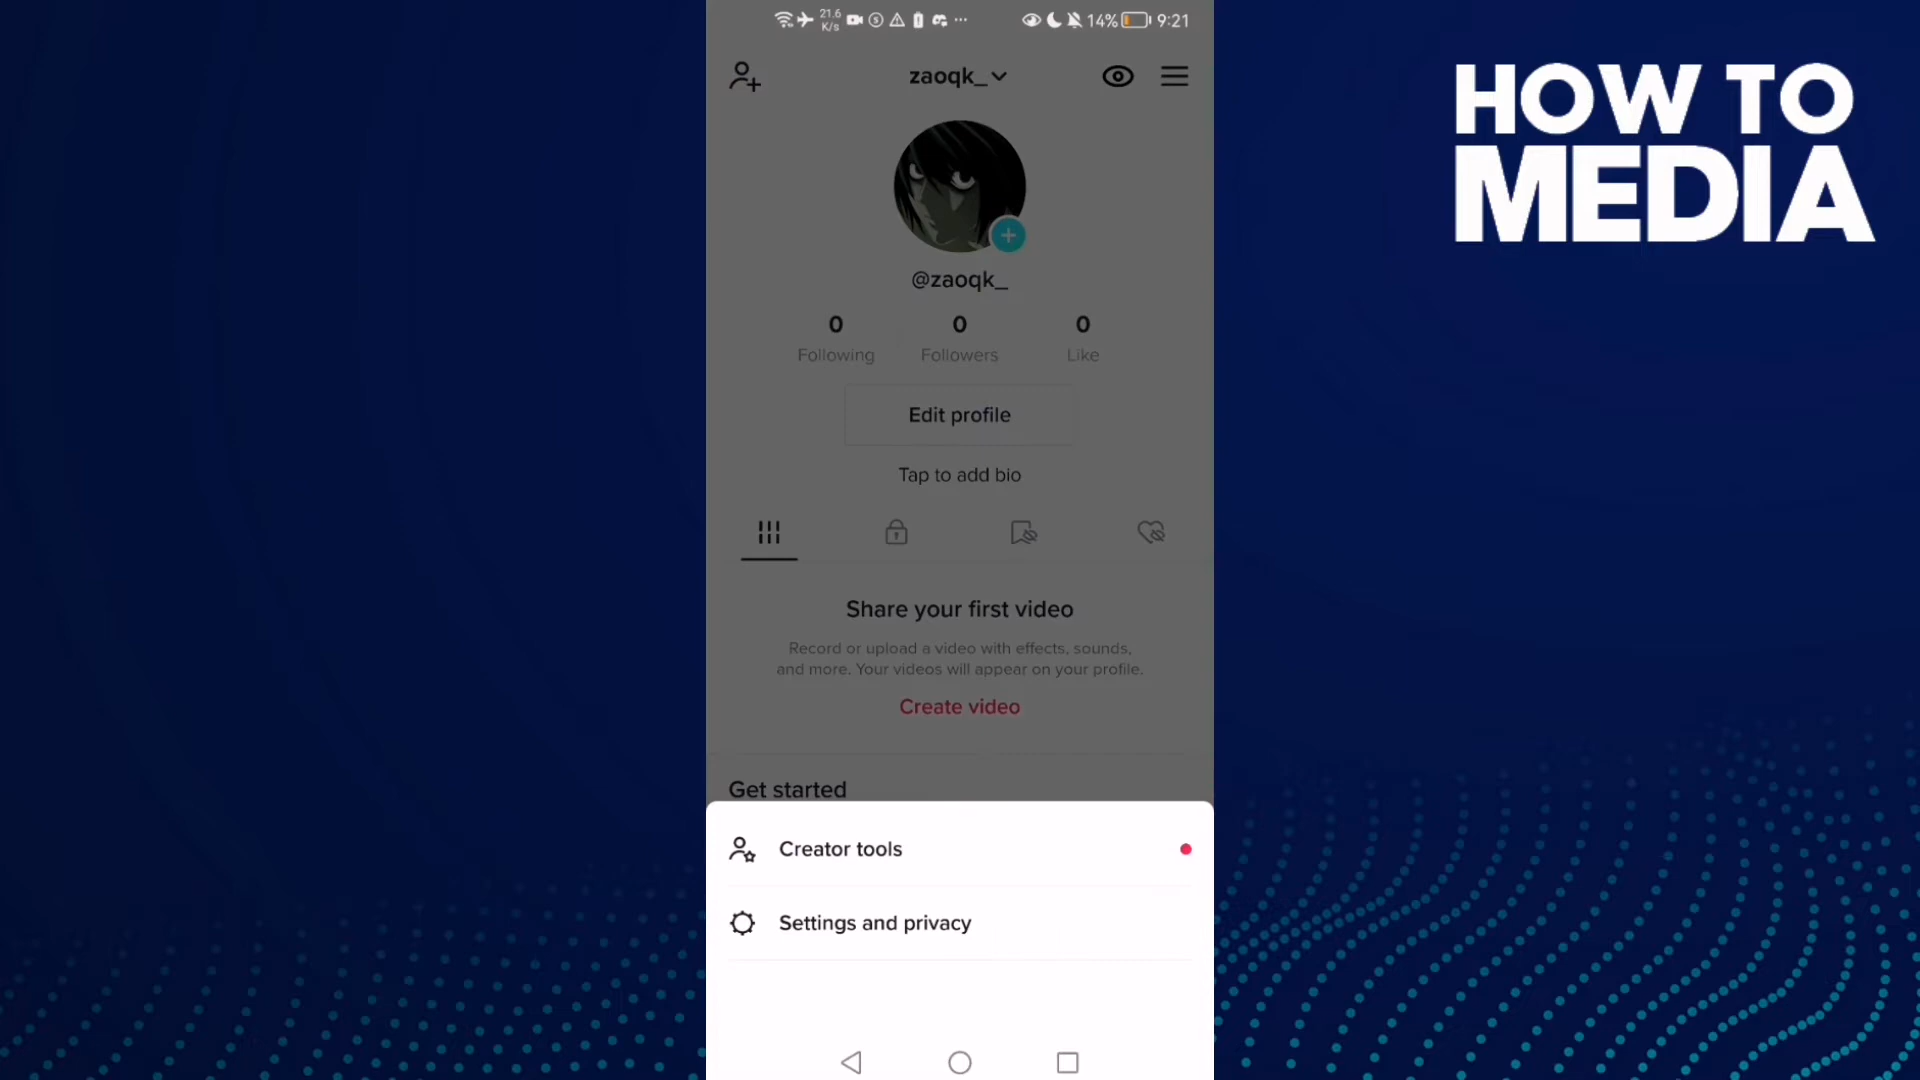 21.6
K/s
14%
9:21
zaoqk_
HOW TO
MEDIA
@zaoqk_
0 0 0
Following Followers Like
Edit profile
Tap to add bio
Share your first video
Record or upload a video with effects, sounds,
and more. Your videos will appear on your profile.
Create video
Get started
Creator tools
Settings and privacy